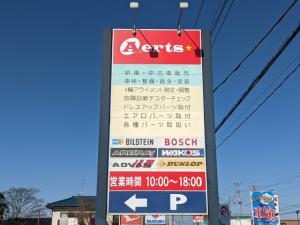 Aerts
新車・中古車販売
車検・整備・鈑金・塗装
4輪アライメント測定・調整
故障診断テスターチェック
ドレスアップパーツ取付
エアロパーツ取付
各種パーツ取扱い
BILSTEIN BOSCH
WAKO'S
ADVAN DUNLOP
営業時間 10:00〜18:00
P
車検